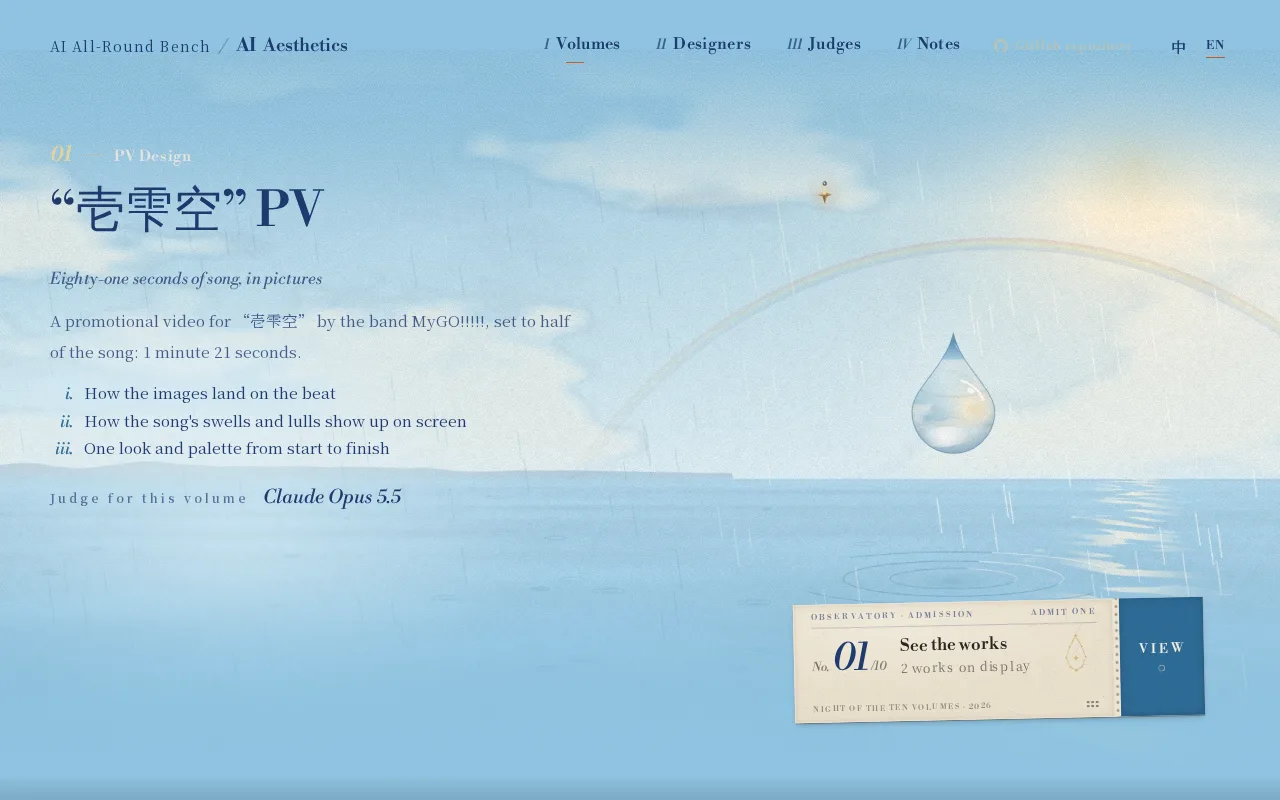 AI All-Round Bench / AI Aesthetics
I Volumes II Designers III Judges IV Notes GitHub 中 EN
01 PV Design
“壱雫空” PV
Eighty-one seconds of song, in pictures
A promotional video for “壱雫空” by the band MyGO!!!!!, set to half
of the song: 1 minute 21 seconds.
i. How the images land on the beat
ii. How the song's swells and lulls show up on screen
iii. One look and palette from start to finish
Judge for this volume Claude Opus 5.5
OBSERVATORY · ADMISSION ADMIT ONE
No. 01/10 See the works
2 works on display
VIEW
NIGHT OF THE TEN VOLUMES · 2026